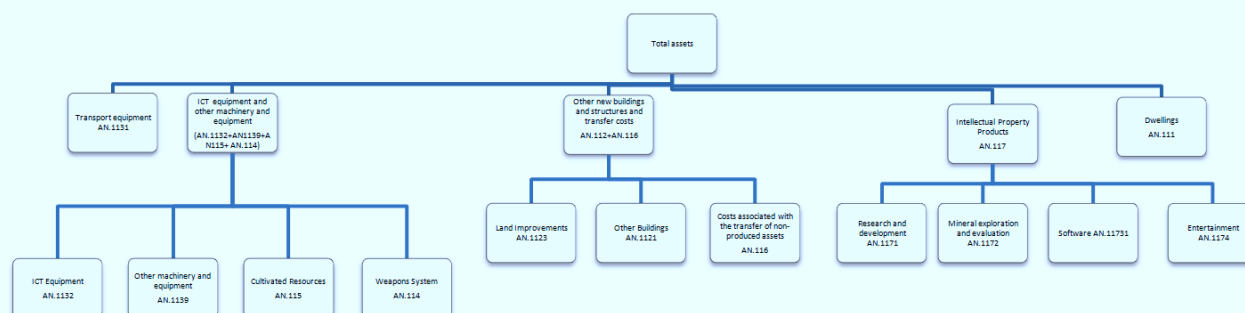 Total assets
Transport equipment
AN.1131
ICT equipment and
other machinery and
equipment
(AN.1132+AN1139+A
N115+ AN.114)
Other new buildings
and structures and
transfer costs
AN.112+AN.116
Intellectual Property
Products
AN.117
Dwellings
AN.111
Land Improvements
AN.1123
Other Buildings
AN.1121
Costs associated with
the transfer of non-
produced assets
AN.116
Research and
development
AN.1171
Mineral exploration
and evaluation
AN.1172
Software AN.11731
Entertainment
AN.1174
ICT Equipment
AN.1132
Other machinery and
equipment
AN.1139
Cultivated Resources
AN.115
Weapons System
AN.114